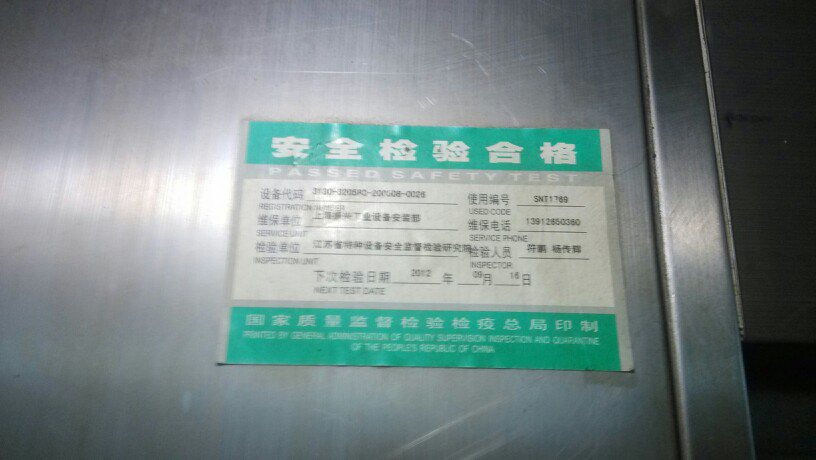 安全检验合格
PASSED SAFETY TEST
设备代码 使用编号 SNT1769
REGISTRATION USED CODE
维保单位 维保电话 13912650360
SERVICE UNIT SERVICE PHONE
检验单位 江苏省特种设备安全监督检验研究院 检验人员 符鹏 杨传辉
INSPECTION UNIT INSPECTOR
下次检验日期 2012 年 09 月 16 日
NEXT TEST DATE
国家质量监督检验检疫总局印制
PRINTED BY GENERAL ADMINISTRATION OF QUALITY SUPERVISION INSPECTION AND QUARANTINE
OF THE PEOPLE'S REPUBLIC OF CHINA